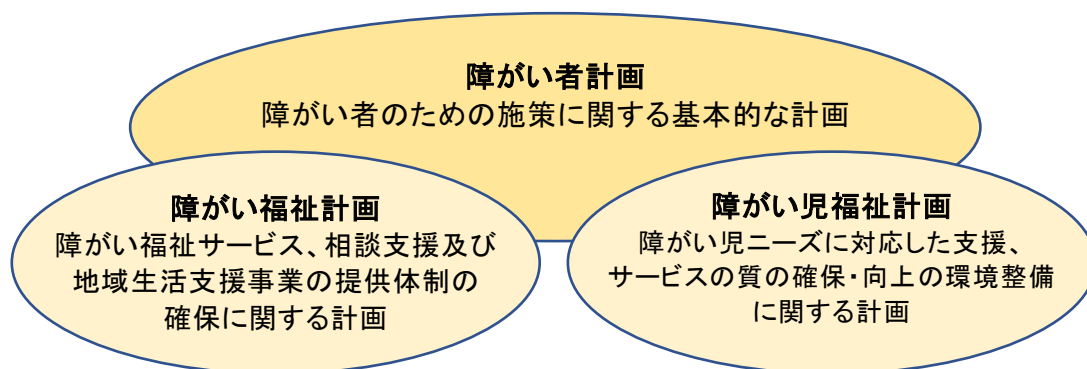 障がい者計画
障がい者のための施策に関する基本的な計画
障がい福祉計画
障がい福祉サービス、相談支援及び
地域生活支援事業の提供体制の
確保に関する計画
障がい児福祉計画
障がい児ニーズに対応した支援、
サービスの質の確保・向上の環境整備
に関する計画